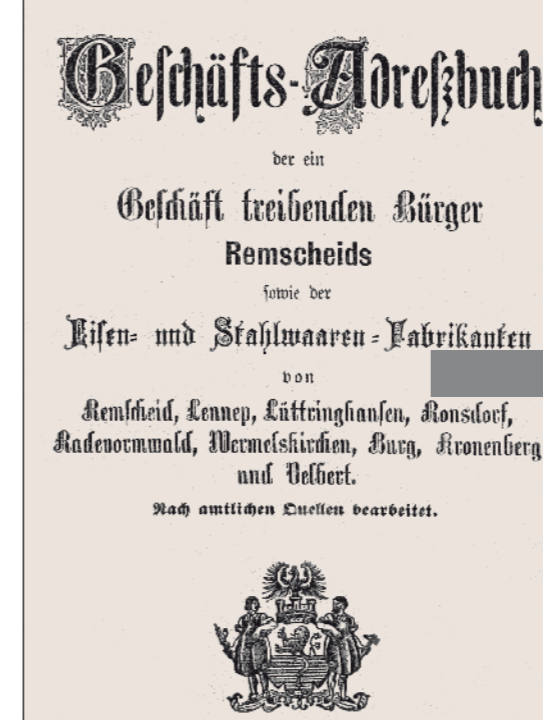 Geschäfts-Adreßbuch
der ein
Geschäft treibenden Bürger
Remscheids
sowie der
Eisen- und Stahlwaaren-Fabrikanten
von
Remscheid, Lennep, Lüttringhausen, Ronsdorf,
Radevormwald, Wermelskirchen, Burg, Kronenberg
und Velbert.
Nach amtlichen Quellen bearbeitet.